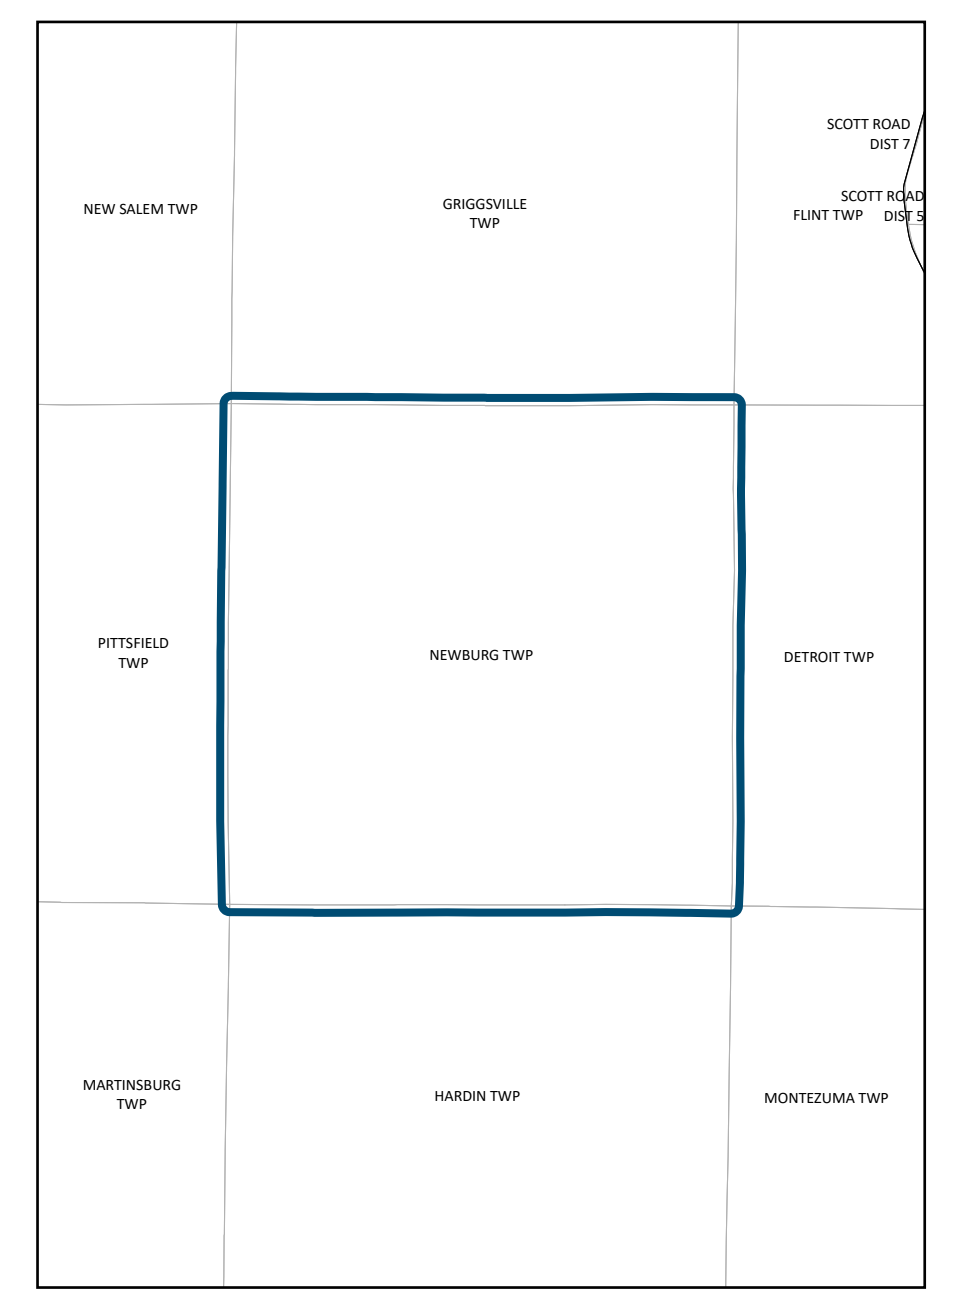 SCOTT ROAD
DIST 7
SCOTT ROAD
DIST 5
NEW SALEM TWP
GRIGGSVILLE
TWP
FLINT TWP
PITTSFIELD
TWP
NEWBURG TWP
DETROIT TWP
MARTINSBURG
TWP
HARDIN TWP
MONTEZUMA TWP